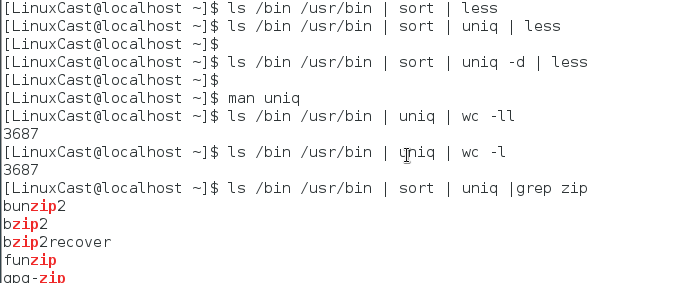 [LinuxCast@localhost ~]$ ls /bin /usr/bin | sort | less
[LinuxCast@localhost ~]$ ls /bin /usr/bin | sort | uniq | less
[LinuxCast@localhost ~]$
[LinuxCast@localhost ~]$ ls /bin /usr/bin | sort | uniq -d | less
[LinuxCast@localhost ~]$
[LinuxCast@localhost ~]$ man uniq
[LinuxCast@localhost ~]$ ls /bin /usr/bin | uniq | wc -ll
3687
[LinuxCast@localhost ~]$ ls /bin /usr/bin | uniq | wc -l
3687
[LinuxCast@localhost ~]$ ls /bin /usr/bin | sort | uniq |grep zip
bunzip2
bzip2
bzip2recover
funzip
gpg-zip